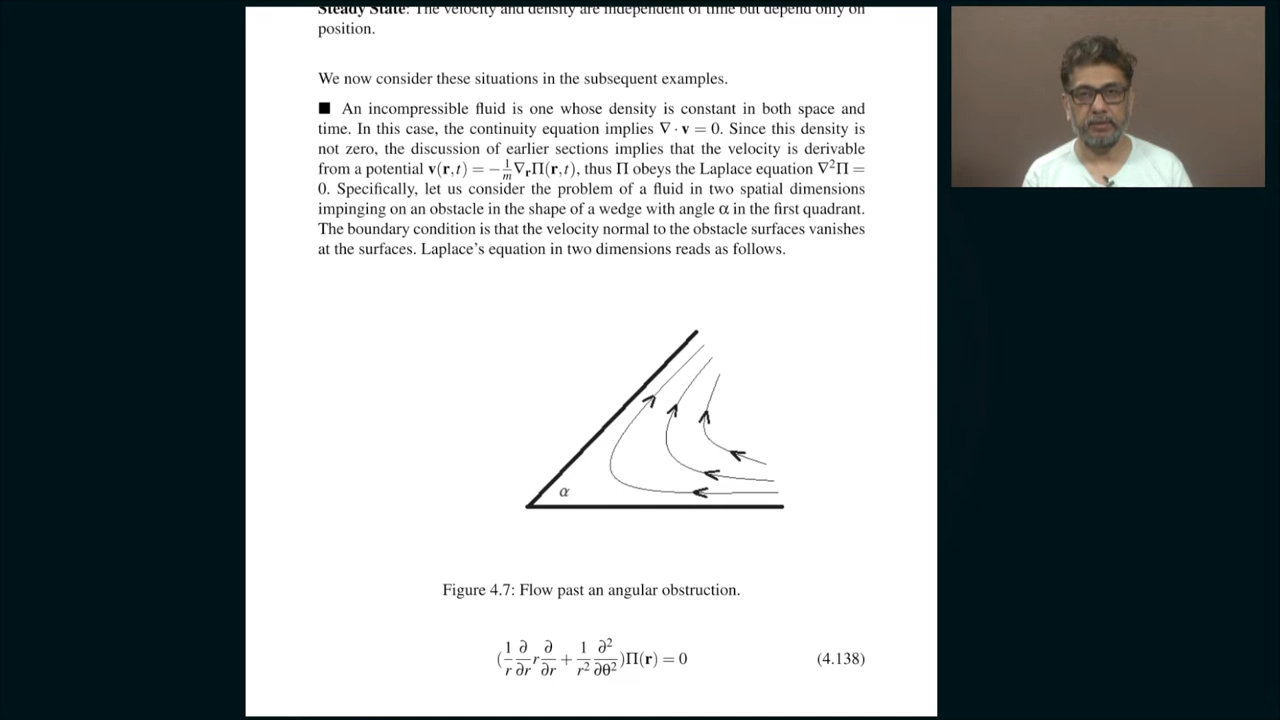 Steady State: The velocity and density are independent of time but depend only on
position.
We now consider these situations in the subsequent examples.
■ An incompressible fluid is one whose density is constant in both space and
time. In this case, the continuity equation implies ∇ · v = 0. Since this density is
not zero, the discussion of earlier sections implies that the velocity is derivable
from a potential v(r,t) = −\frac{1}{m}∇ᵣΠ(r,t), thus Π obeys the Laplace equation ∇²Π =
0. Specifically, let us consider the problem of a fluid in two spatial dimensions
impinging on an obstacle in the shape of a wedge with angle α in the first quadrant.
The boundary condition is that the velocity normal to the obstacle surfaces vanishes
at the surfaces. Laplace's equation in two dimensions reads as follows.
α
Figure 4.7: Flow past an angular obstruction.
(\frac{1}{r}\frac{∂}{∂r}r\frac{∂}{∂r} + \frac{1}{r²}\frac{∂²}{∂θ²})Π(r) = 0 (4.138)